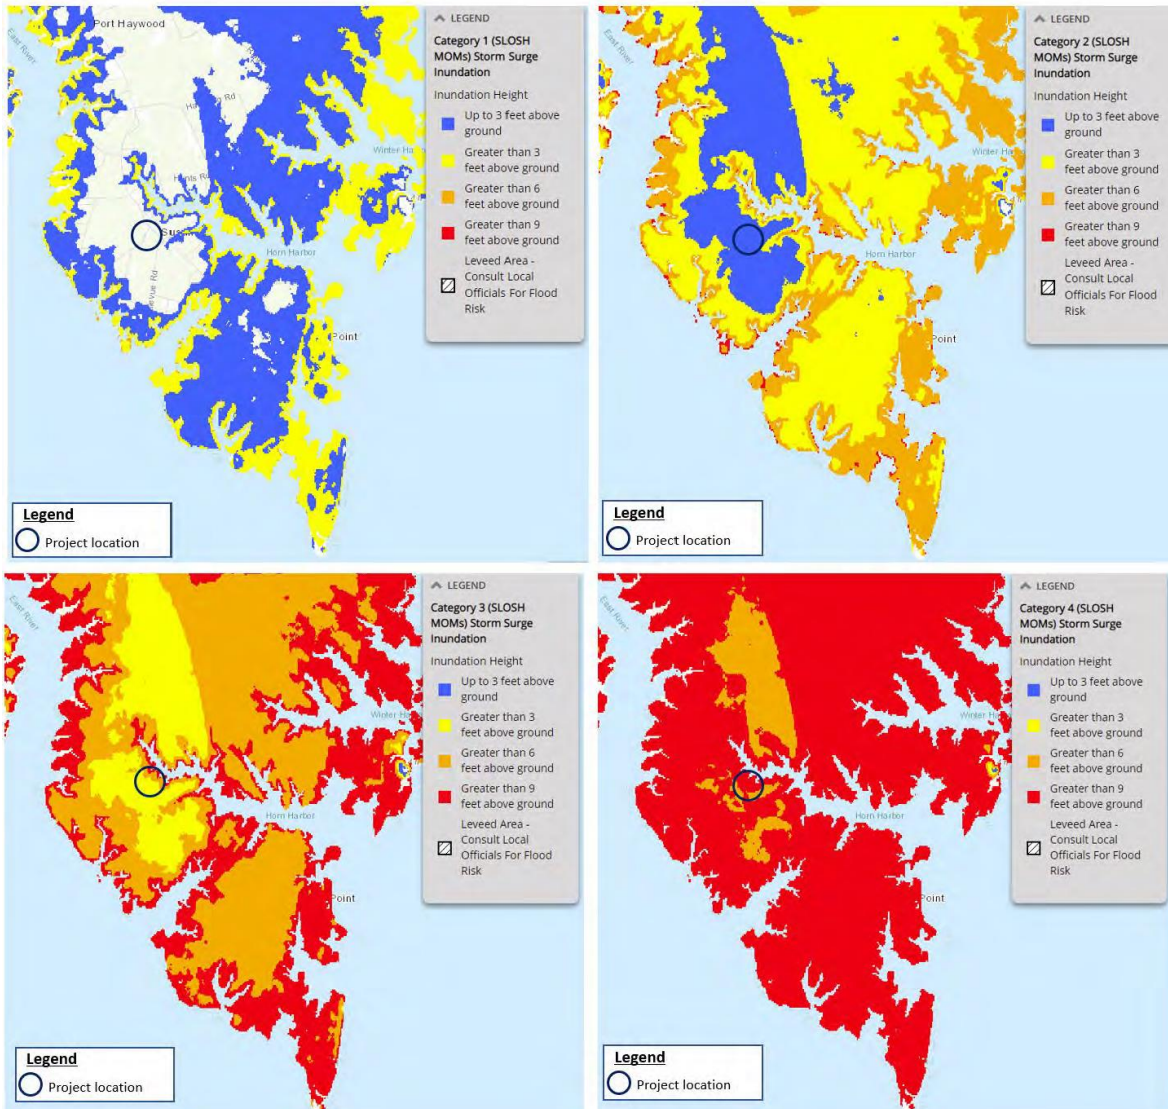 Port Haywood
East River
Hunts Rd
Sus
Horn Harbor
Winter Ha
Point
LEGEND
Category 1 (SLOSH
MOMs) Storm Surge
Inundation
Inundation Height
Up to 3 feet above
ground
Greater than 3
feet above ground
Greater than 6
feet above ground
Greater than 9
feet above ground
Leveed Area -
Consult Local
Officials For Flood
Risk
Legend
Project location
East River
Horn Harbor
Winter Ha
Point
LEGEND
Category 2 (SLOSH
MOMs) Storm Surge
Inundation
Inundation Height
Up to 3 feet above
ground
Greater than 3
feet above ground
Greater than 6
feet above ground
Greater than 9
feet above ground
Leveed Area -
Consult Local
Officials For Flood
Risk
Legend
Project location
East River
Horn Harbor
Winter Ha
Point
LEGEND
Category 3 (SLOSH
MOMs) Storm Surge
Inundation
Inundation Height
Up to 3 feet above
ground
Greater than 3
feet above ground
Greater than 6
feet above ground
Greater than 9
feet above ground
Leveed Area -
Consult Local
Officials For Flood
Risk
Legend
Project location
East River
Horn Harbor
Winter Ha
Point
LEGEND
Category 4 (SLOSH
MOMs) Storm Surge
Inundation
Inundation Height
Up to 3 feet above
ground
Greater than 3
feet above ground
Greater than 6
feet above ground
Greater than 9
feet above ground
Leveed Area -
Consult Local
Officials For Flood
Risk
Legend
Project location